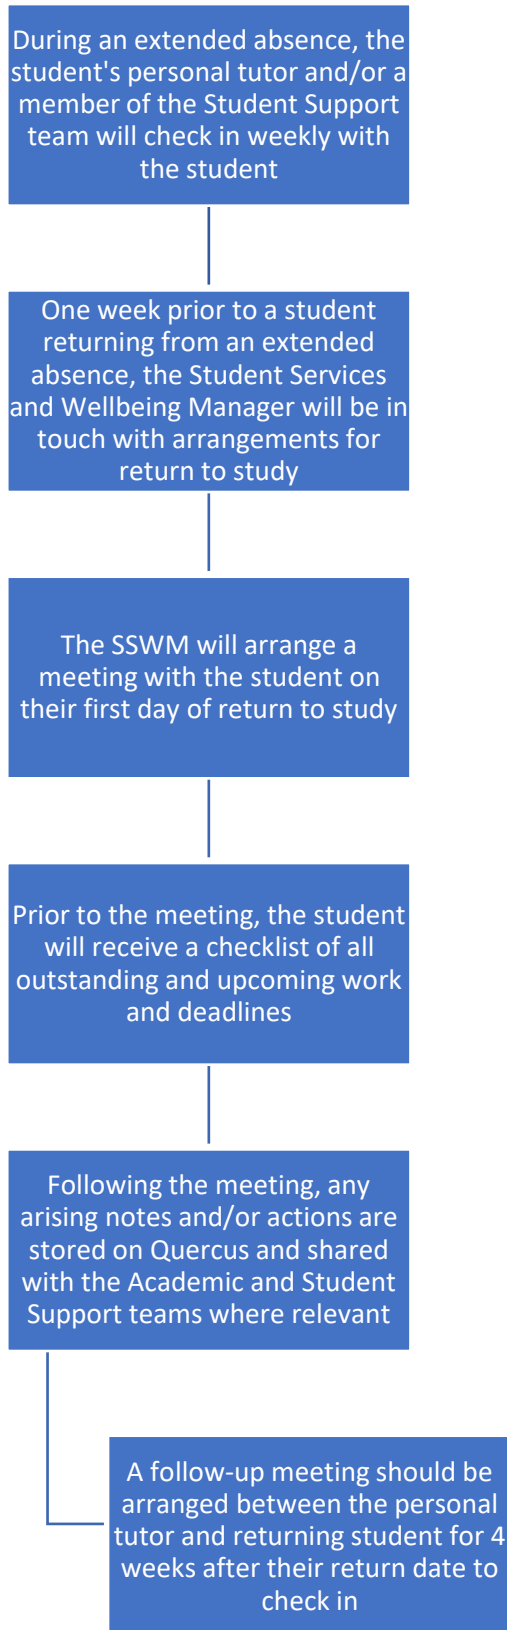 During an extended absence, the
student's personal tutor and/or a
member of the Student Support
team will check in weekly with
the student
One week prior to a student
returning from an extended
absence, the Student Services
and Wellbeing Manager will be in
touch with arrangements for
return to study
The SSWM will arrange a
meeting with the student on
their first day of return to study
Prior to the meeting, the student
will receive a checklist of all
outstanding and upcoming work
and deadlines
Following the meeting, any
arising notes and/or actions are
stored on Quercus and shared
with the Academic and Student
Support teams where relevant
A follow-up meeting should be
arranged between the personal
tutor and returning student for 4
weeks after their return date to
check in